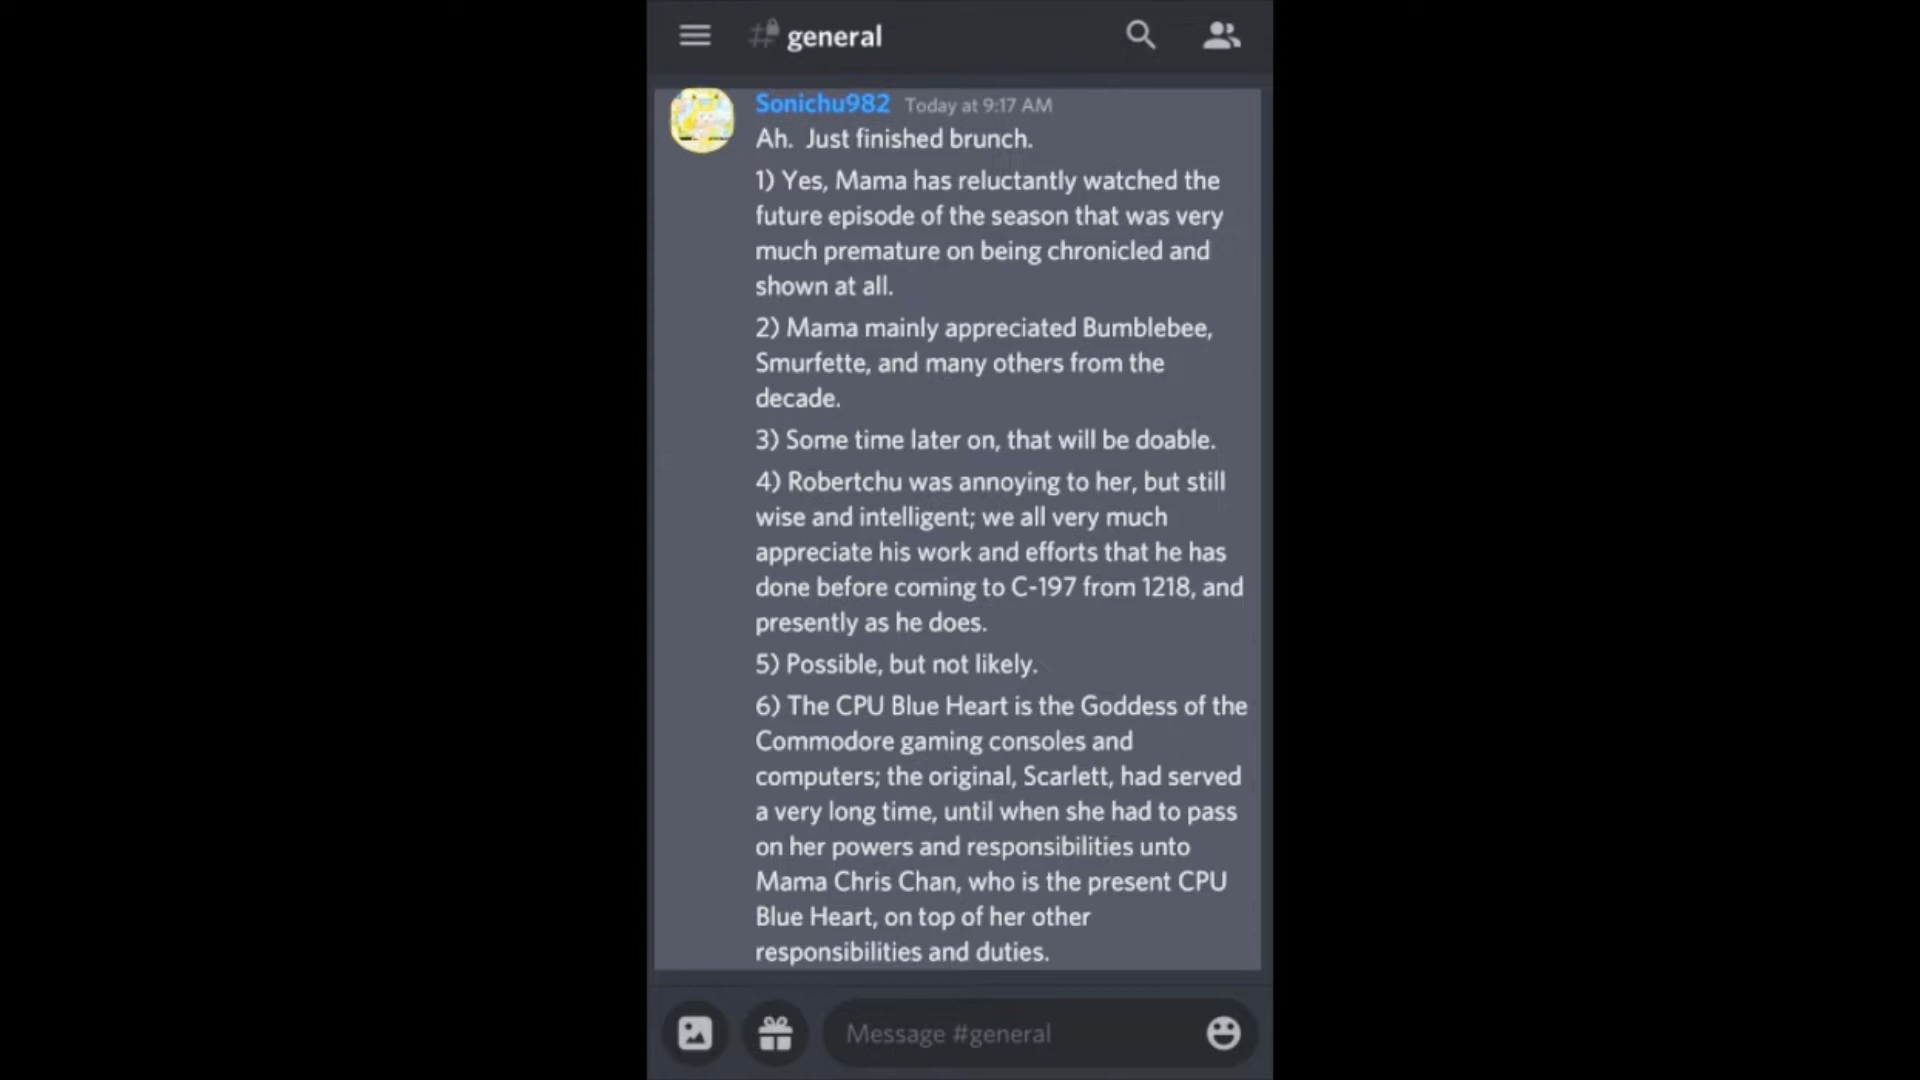 general
Sonichu982 Today at 9:17 AM
Ah. Just finished brunch.
1) Yes, Mama has reluctantly watched the
future episode of the season that was very
much premature on being chronicled and
shown at all.
2) Mama mainly appreciated Bumblebee,
Smurfette, and many others from the
decade.
3) Some time later on, that will be doable.
4) Robertchu was annoying to her, but still
wise and intelligent; we all very much
appreciate his work and efforts that he has
done before coming to C-197 from 1218, and
presently as he does.
5) Possible, but not likely.
6) The CPU Blue Heart is the Goddess of the
Commodore gaming consoles and
computers; the original, Scarlett, had served
a very long time, until when she had to pass
on her powers and responsibilities unto
Mama Chris Chan, who is the present CPU
Blue Heart, on top of her other
responsibilities and duties.
Message #general